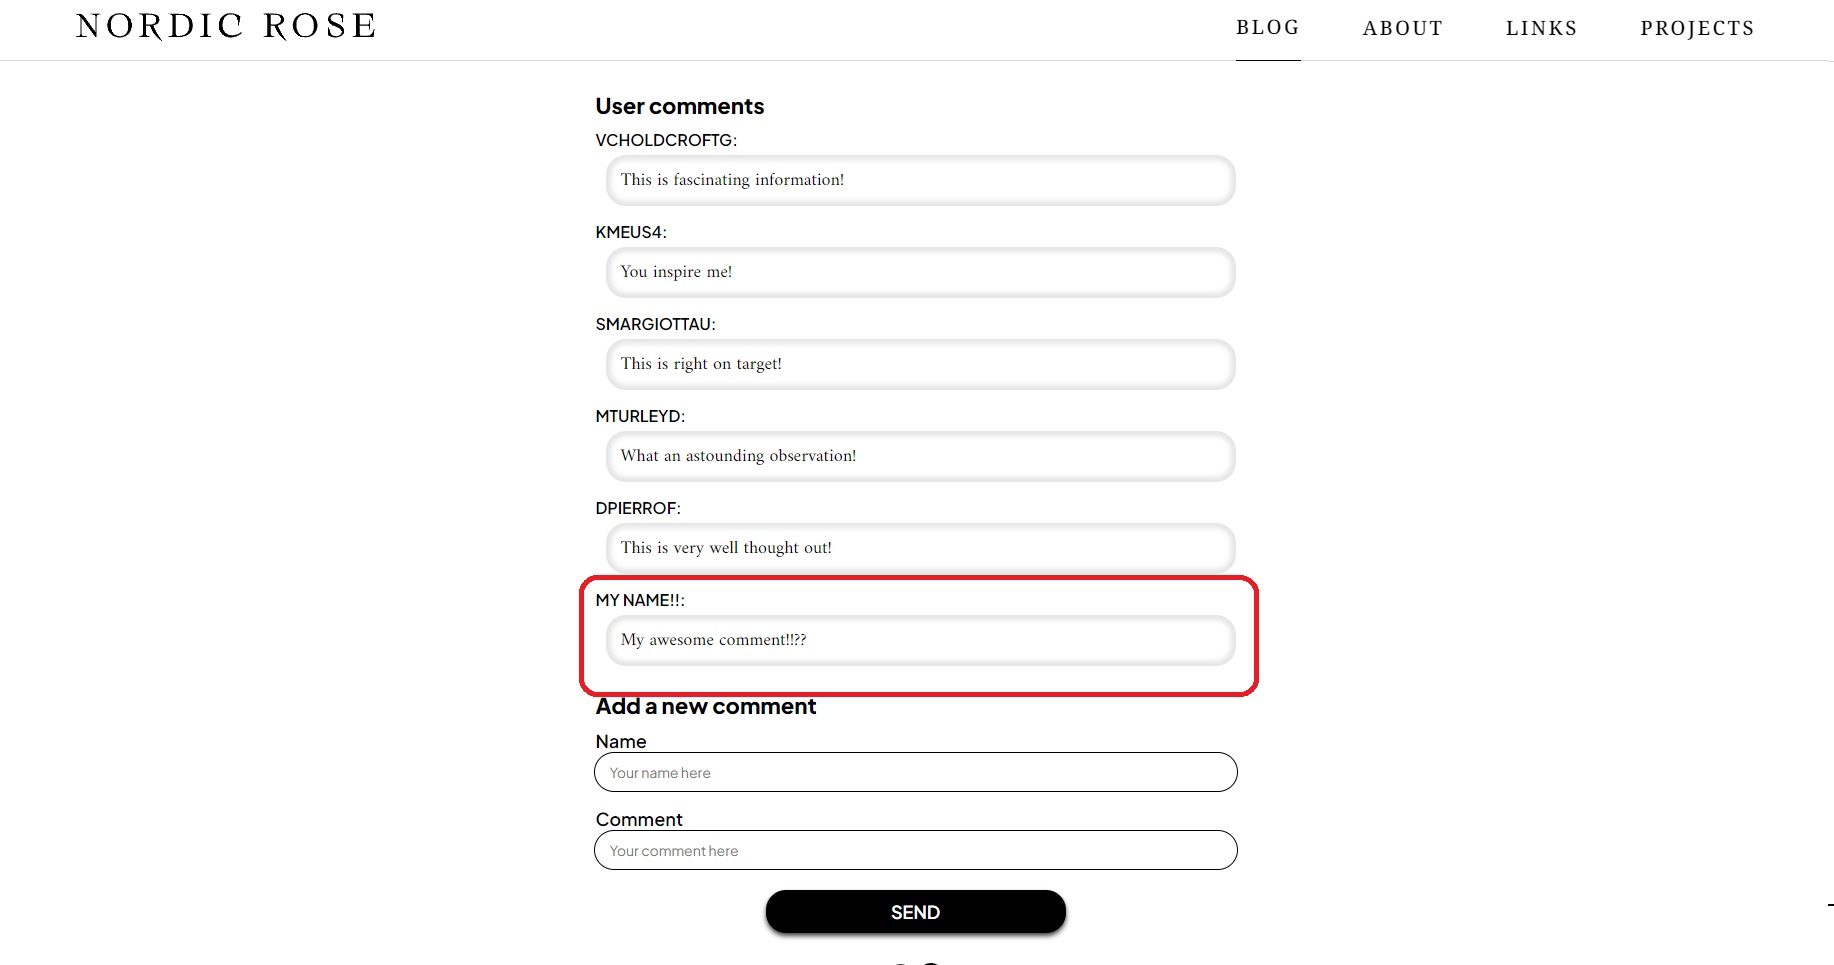 NORDIC ROSE
BLOG ABOUT LINKS PROJECTS
User comments
VCHOLDCROFTG:
This is fascinating information!
KMEUS4:
You inspire me!
SMARGIOTTAU:
This is right on target!
MTURLEYD:
What an astounding observation!
DPIERROF:
This is very well thought out!
MY NAME!!:
My awesome comment!!??
Add a new comment
Name
Your name here
Comment
Your comment here
SEND